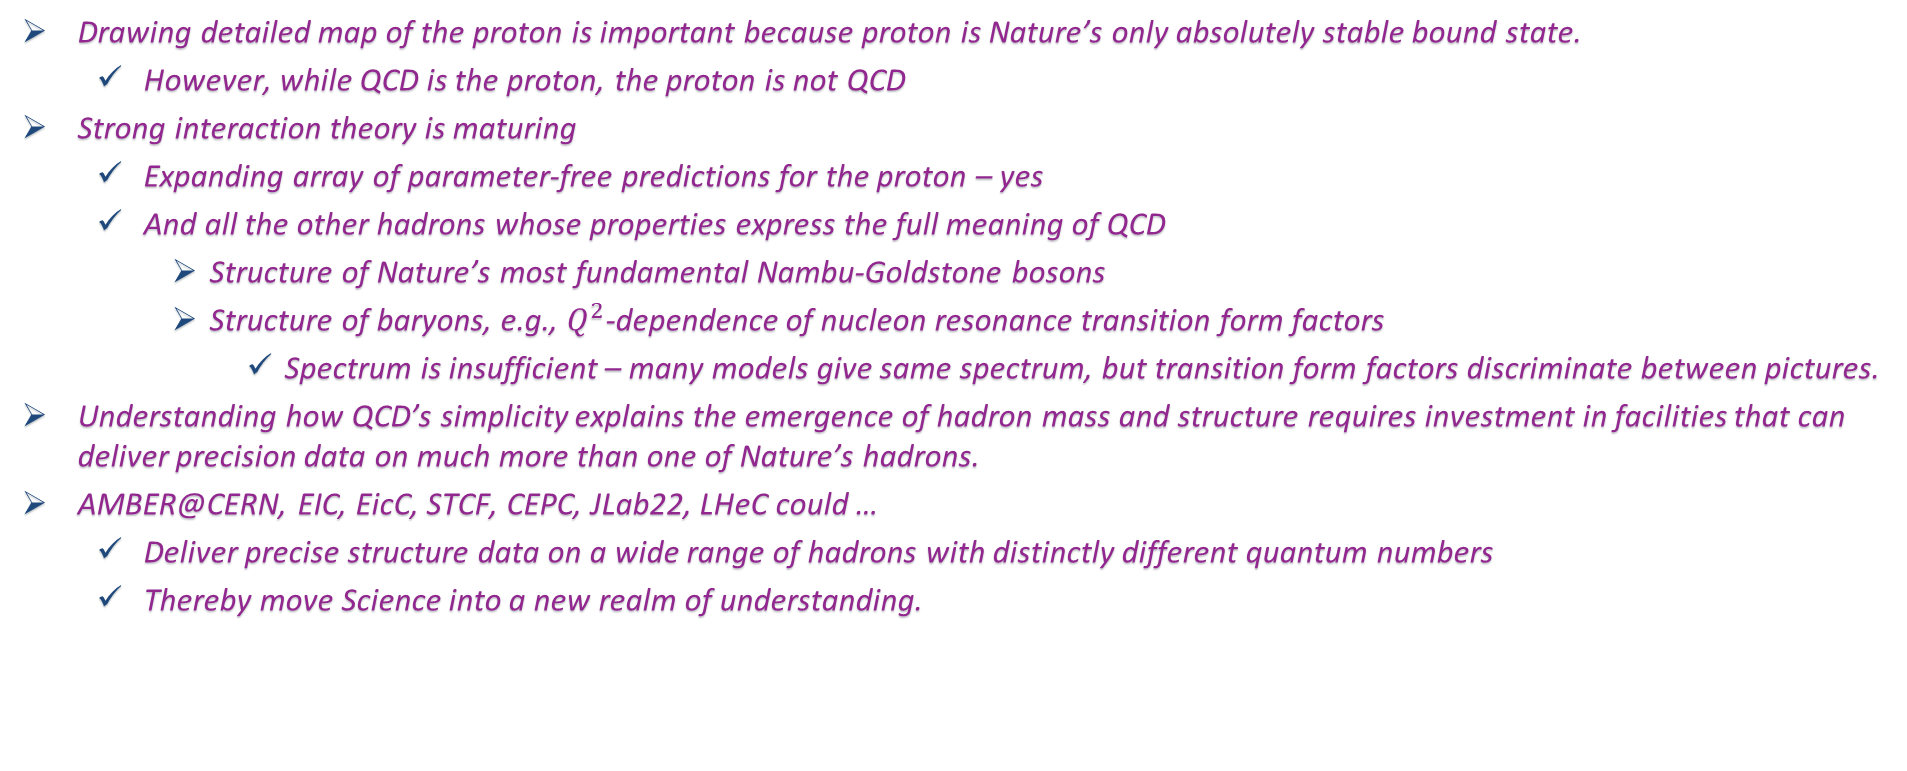 ➢ Drawing detailed map of the proton is important because proton is Nature’s only absolutely stable bound state.
✓ However, while QCD is the proton, the proton is not QCD
➢ Strong interaction theory is maturing
✓ Expanding array of parameter-free predictions for the proton – yes
✓ And all the other hadrons whose properties express the full meaning of QCD
➢ Structure of Nature’s most fundamental Nambu-Goldstone bosons
➢ Structure of baryons, e.g., Q²-dependence of nucleon resonance transition form factors
✓ Spectrum is insufficient – many models give same spectrum, but transition form factors discriminate between pictures.
➢ Understanding how QCD’s simplicity explains the emergence of hadron mass and structure requires investment in facilities that can
deliver precision data on much more than one of Nature’s hadrons.
➢ AMBER@CERN, EIC, EicC, STCF, CEPC, JLab22, LHeC could …
✓ Deliver precise structure data on a wide range of hadrons with distinctly different quantum numbers
✓ Thereby move Science into a new realm of understanding.